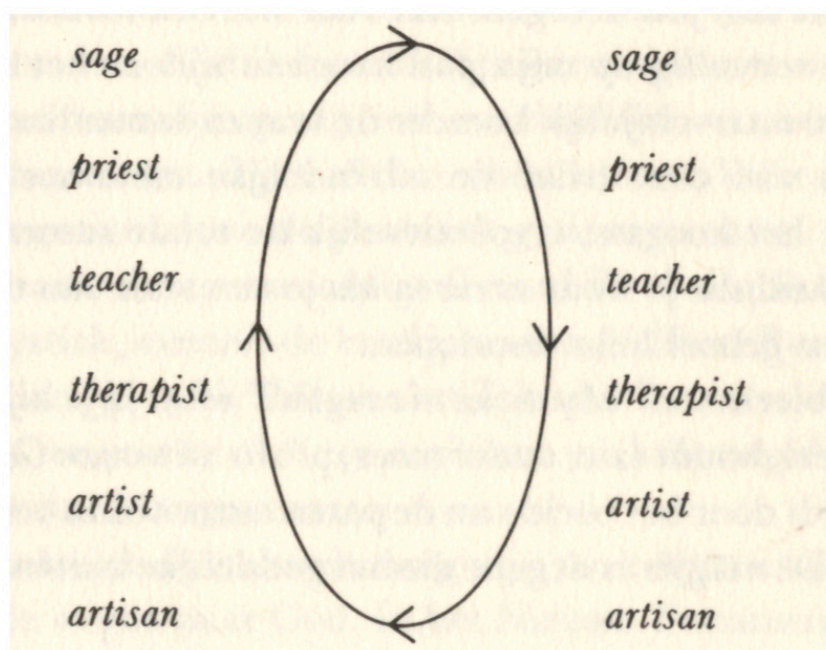 sage sage
priest priest
teacher teacher
therapist therapist
artist artist
artisan artisan